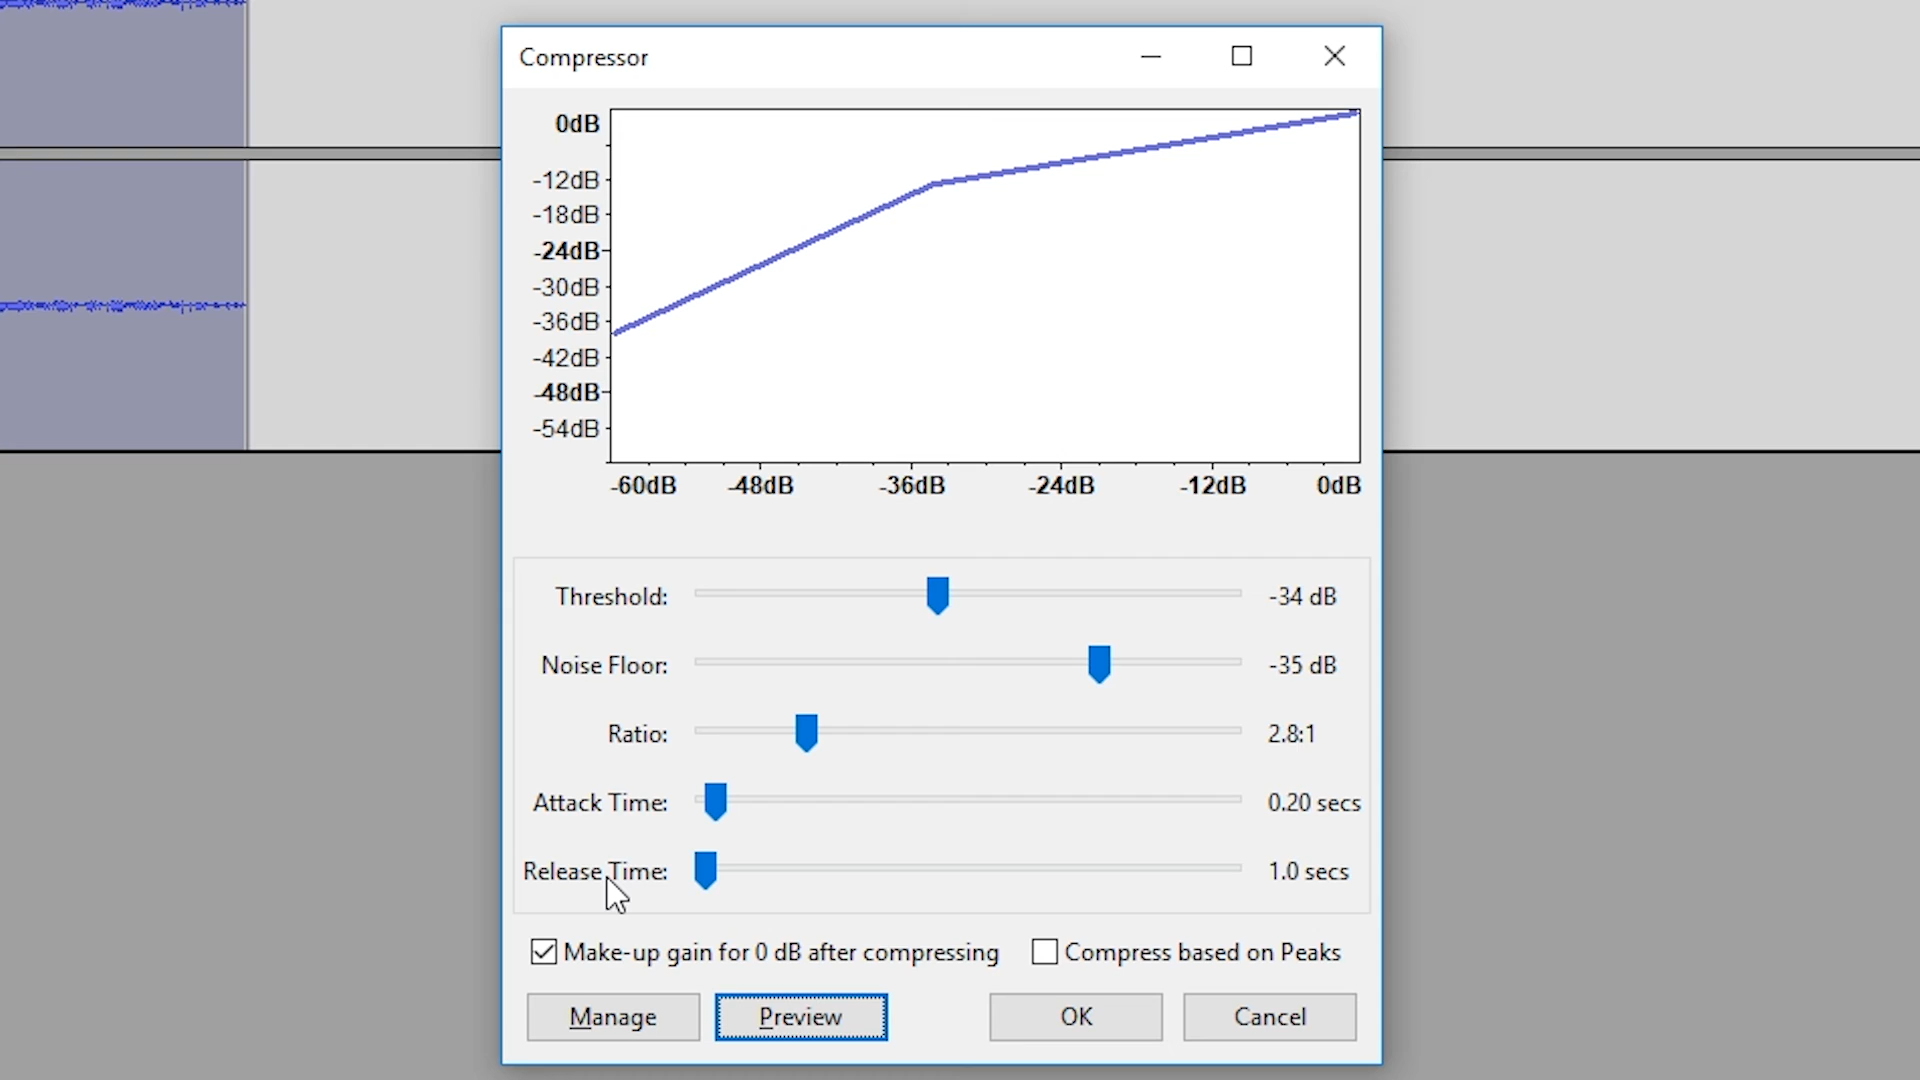 Compressor
0dB
-12dB
-18dB
-24dB
-30dB
-36dB
-42dB
-48dB
-54dB
-60dB -48dB -36dB -24dB -12dB 0dB
Threshold: -34 dB
Noise Floor: -35 dB
Ratio: 2.8:1
Attack Time: 0.20 secs
Release Time: 1.0 secs
Make-up gain for 0 dB after compressing Compress based on Peaks
Manage Preview OK Cancel